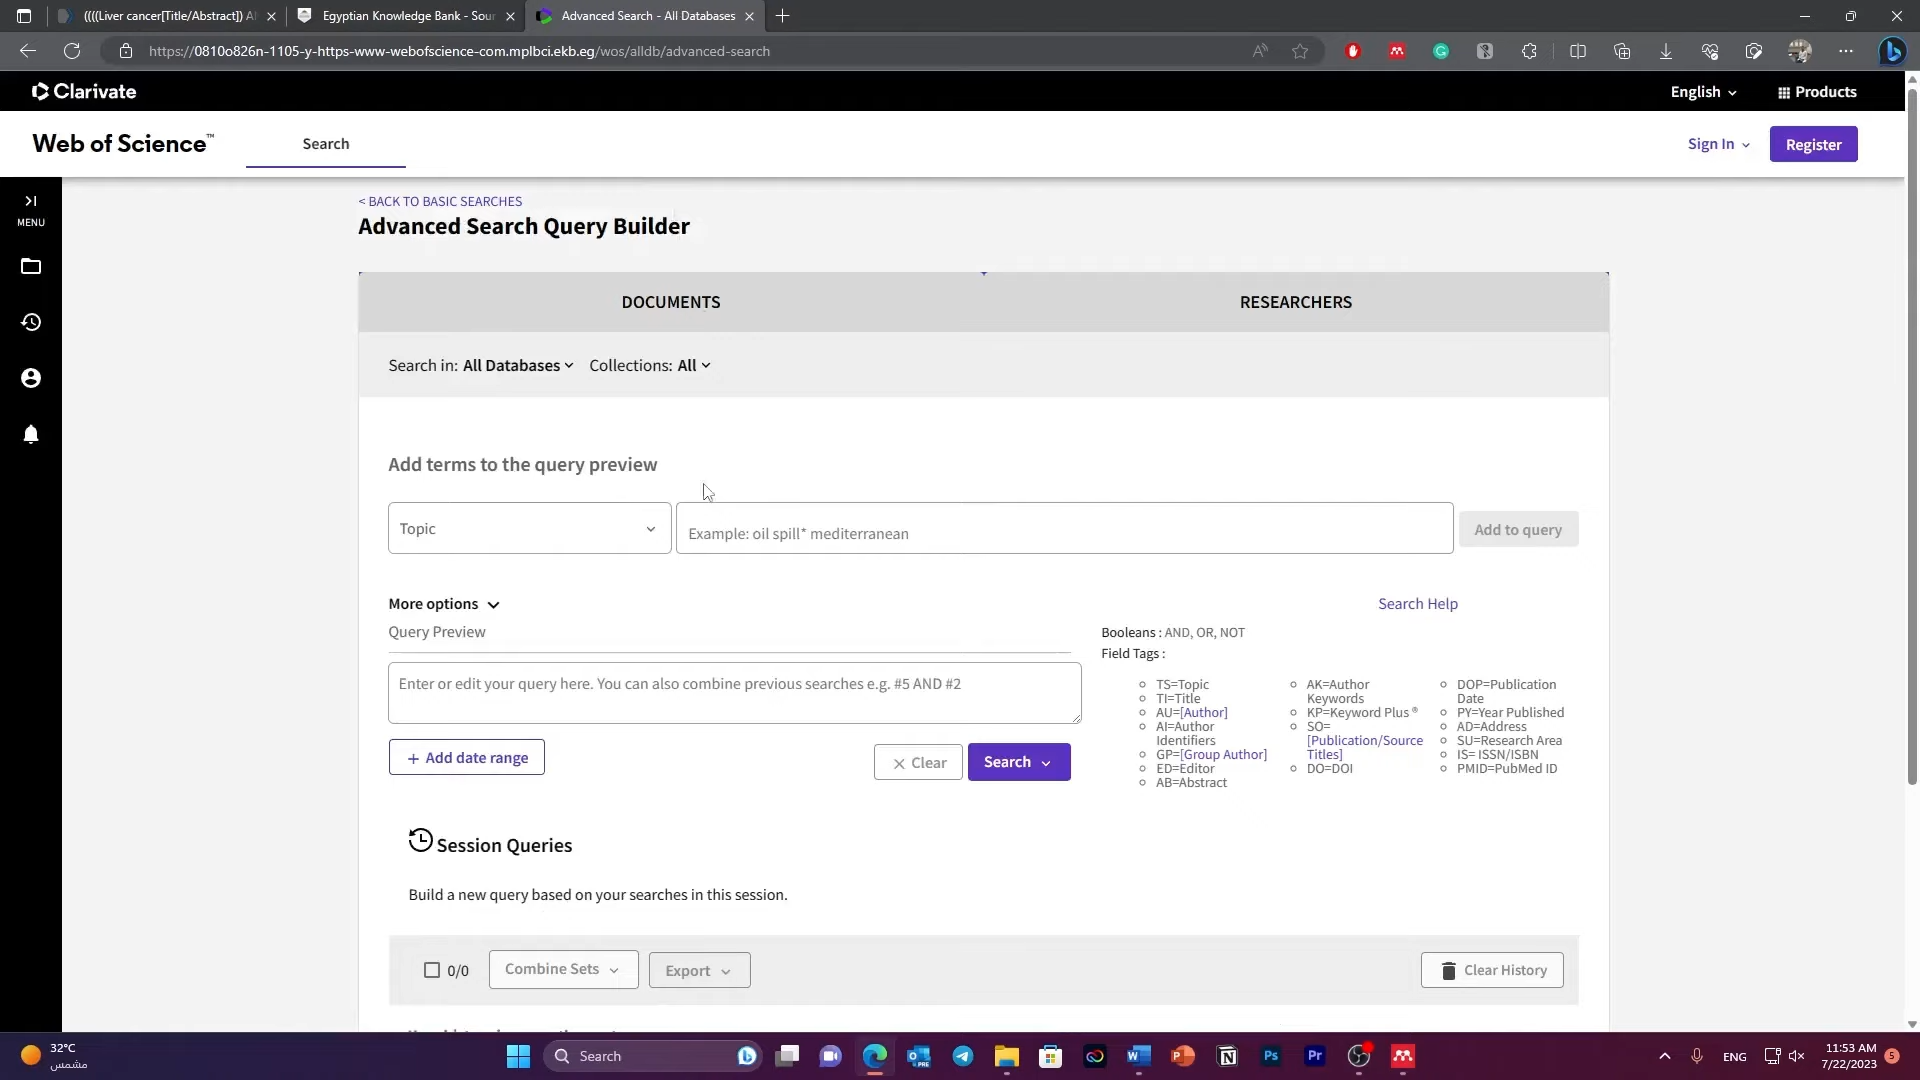 ((((Liver cancer[Title/Abstract])
Egyptian Knowledge Bank - Sou
Advanced Search - All Databases
https://0810o826n-1105-y-https-www-webofscience-com.mplbci.ekb.eg/wos/alldb/advanced-search
Clarivate
English
Products
Web of Science™
Search
Sign In
Register
MENU
< BACK TO BASIC SEARCHES
Advanced Search Query Builder
DOCUMENTS
RESEARCHERS
Search in: All Databases
Collections: All
Add terms to the query preview
Topic
Example: oil spill* mediterranean
Add to query
More options
Search Help
Query Preview
Booleans : AND, OR, NOT
Field Tags :
Enter or edit your query here. You can also combine previous searches e.g. #5 AND #2
TS=Topic
TI=Title
AU=[Author]
AI=Author
Identifiers
GP=[Group Author]
ED=Editor
AB=Abstract
AK=Author
Keywords
KP=Keyword Plus ®
SO=
[Publication/Source
Titles]
DO=DOI
DOP=Publication
Date
PY=Year Published
AD=Address
SU=Research Area
IS= ISSN/ISBN
PMID=PubMed ID
+ Add date range
Clear
Search
Session Queries
Build a new query based on your searches in this session.
0/0
Combine Sets
Export
Clear History
32°C
مشمس
Search
ENG
11:53 AM
7/22/2023
5